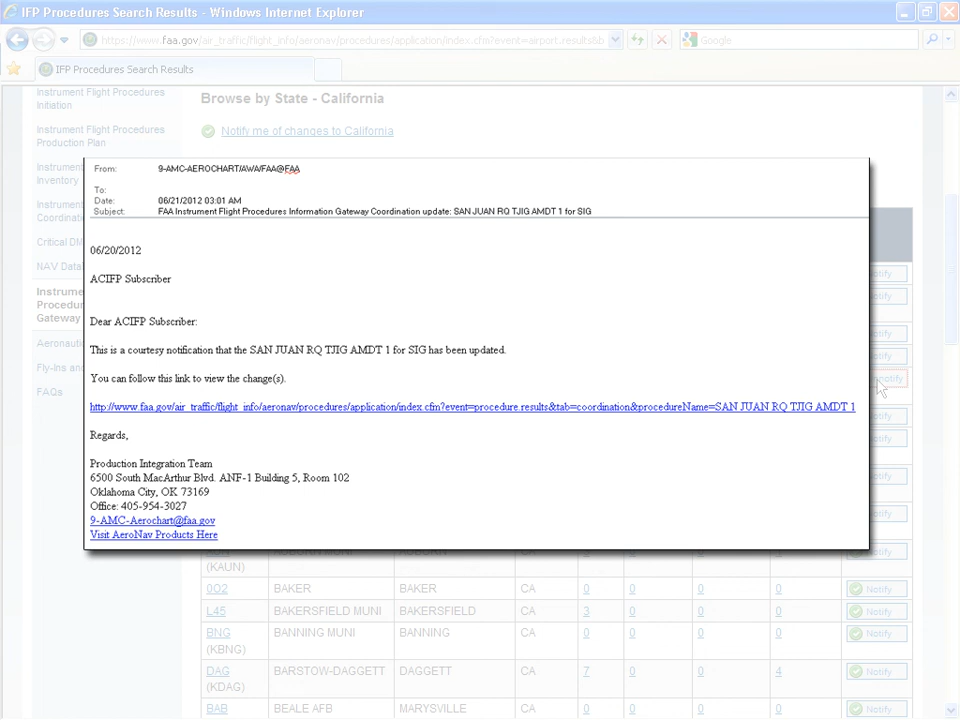 IFP Procedures Search Results - Windows Internet Explorer
https://www.faa.gov/air_traffic/flight_info/aeronav/procedures/application/index.cfm?event=airport.results&b
Google
IFP Procedures Search Results
Instrument Flight Procedures
Initiation
Instrument Flight Procedures
Production Plan
Instrument
Inventory
Instrument
Coordina
Critical DM
NAV Data
Instrume
Procedur
Gateway
Aeronauti
Fly-Ins an
FAQs
Browse by State - California
Notify me of changes to California
From: 9-AMC-AEROCHART/AWA/FAA@FAA
To:
Date: 06/21/2012 03:01 AM
Subject: FAA Instrument Flight Procedures Information Gateway Coordination update: SAN JUAN RQ TJIG AMDT 1 for SIG
06/20/2012
ACIFP Subscriber
Dear ACIFP Subscriber:
This is a courtesy notification that the SAN JUAN RQ TJIG AMDT 1 for SIG has been updated.
You can follow this link to view the change(s).
http://www.faa.gov/air_traffic/flight_info/aeronav/procedures/application/index.cfm?event=procedure.results&tab=coordination&procedureName=SAN JUAN RQ TJIG AMDT 1
Regards,
Production Integration Team
6500 South MacArthur Blvd. ANF-1 Building 5, Room 102
Oklahoma City, OK 73169
Office: 405-954-3027
9-AMC-Aerochart@faa.gov
Visit AeroNav Products Here
(KAUN)
0O2 BAKER BAKER CA 0 0 0 0 Notify
L45 BAKERSFIELD MUNI BAKERSFIELD CA 3 0 0 0 Notify
BNG BANNING MUNI BANNING CA 0 0 0 0 Notify
(KBNG)
DAG BARSTOW-DAGGETT DAGGETT CA 7 0 0 4 Notify
(KDAG)
BAB BEALE AFB MARYSVILLE CA 0 0 0 0 Notify